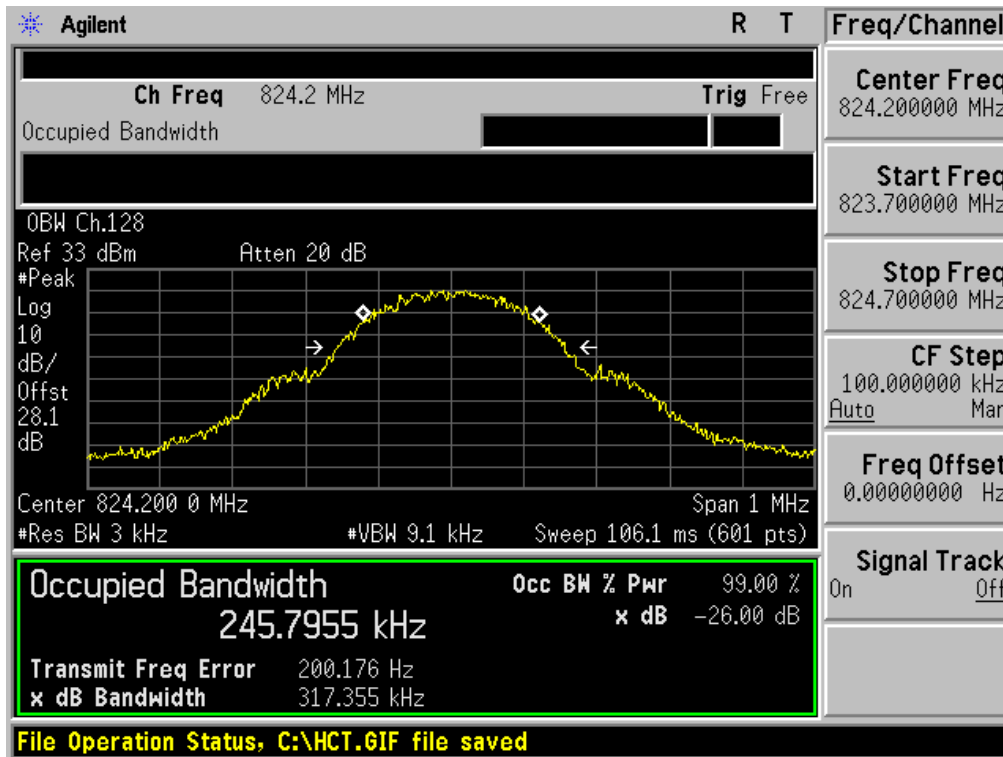 Agilent R T
Ch Freq 824.2 MHz Trig Free
Occupied Bandwidth
OBW Ch.128
Ref 33 dBm Atten 20 dB
#Peak
Log
10
dB/
Offst
28.1
dB
Center 824.200 0 MHz Span 1 MHz
#Res BW 3 kHz #VBW 9.1 kHz Sweep 106.1 ms (601 pts)
Occupied Bandwidth Occ BW % Pwr 99.00 %
245.7955 kHz x dB -26.00 dB
Transmit Freq Error 200.176 Hz
x dB Bandwidth 317.355 kHz
File Operation Status, C:\HCT.GIF file saved
Freq/Channel
Center Freq
824.200000 MHz
Start Freq
823.700000 MHz
Stop Freq
824.700000 MHz
CF Step
100.000000 kHz
Auto Man
Freq Offset
0.00000000 Hz
Signal Track
On Off